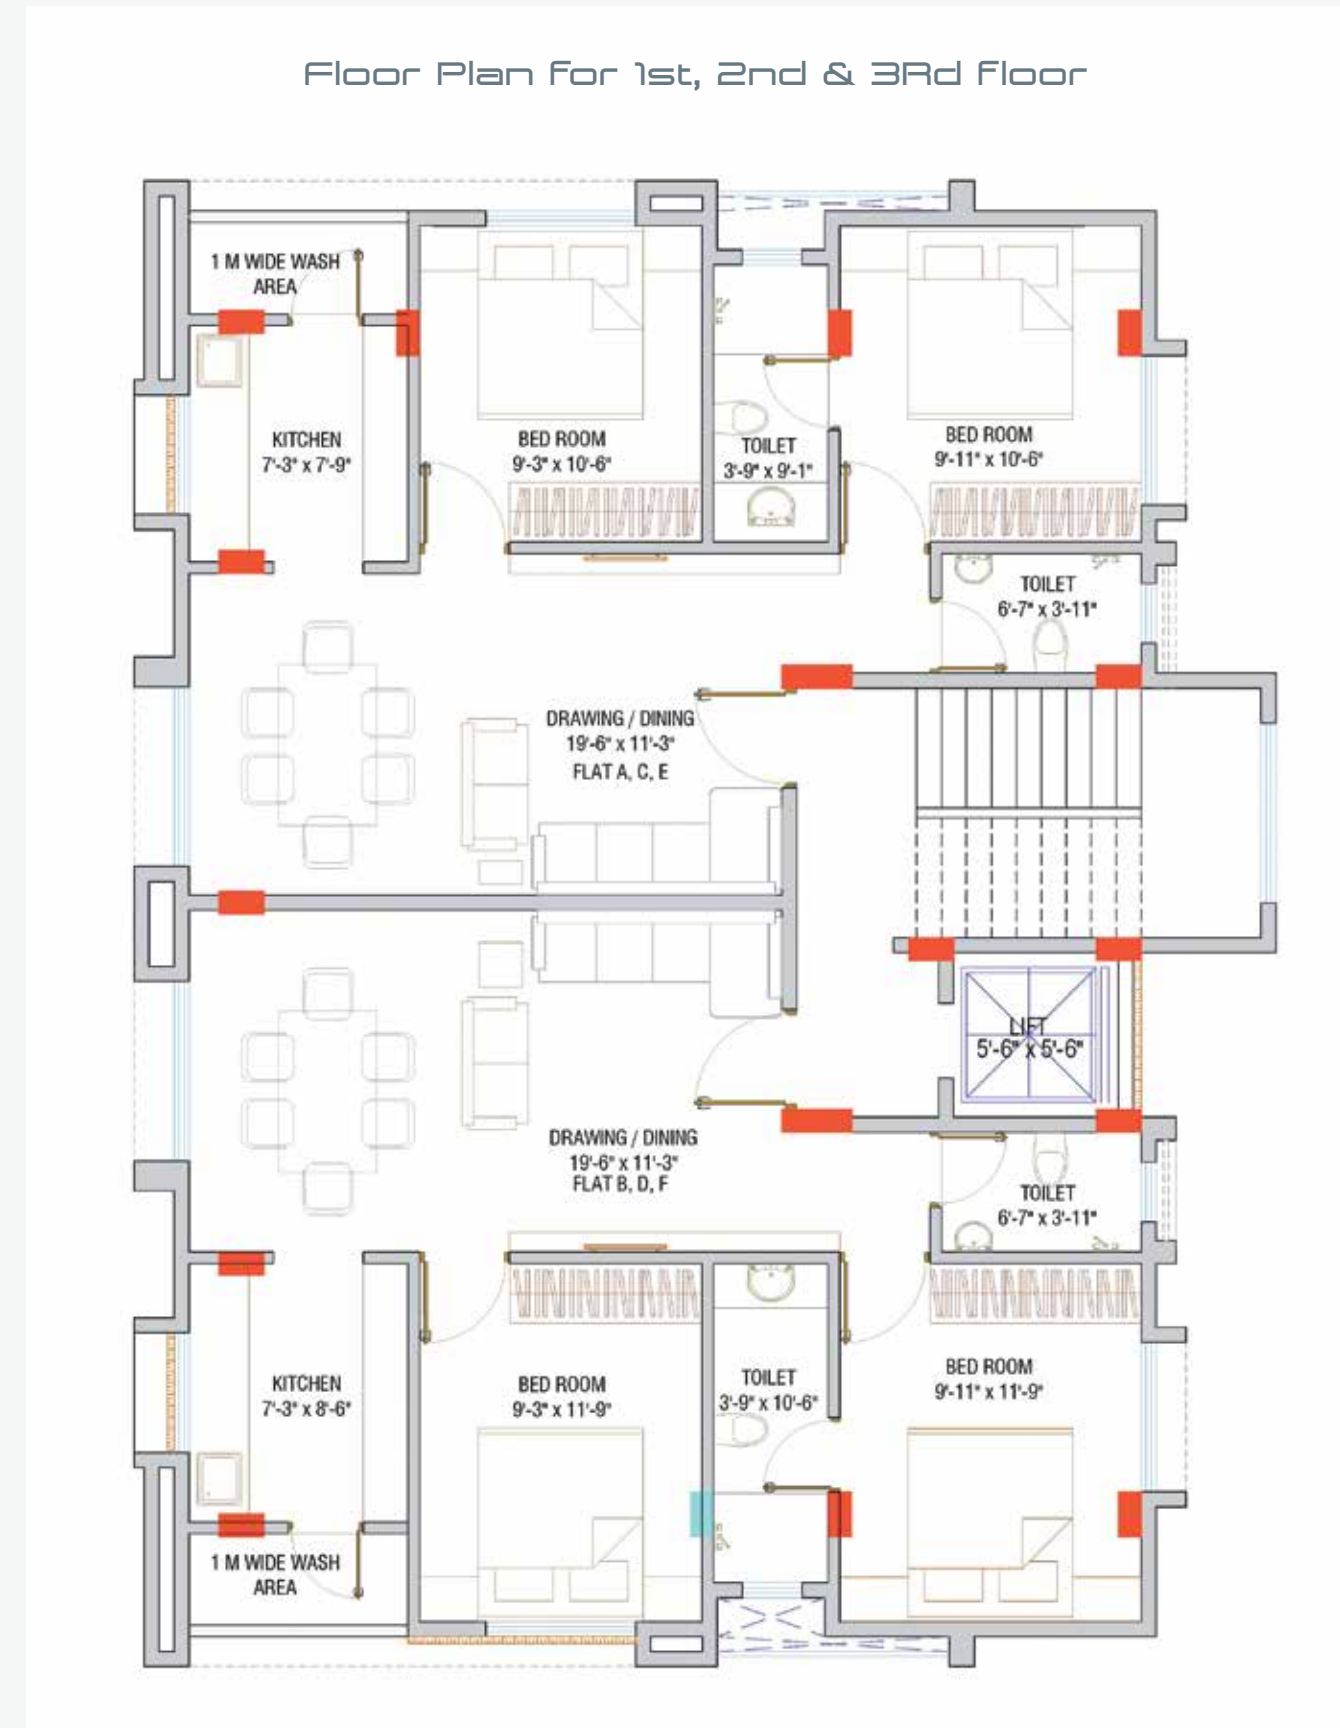 Floor Plan for 1st, 2nd & 3Rd floor
1 M WIDE WASH
AREA
KITCHEN
7'-3" x 7'-9"
BED ROOM
9'-3" x 10'-6"
TOILET
3'-9" x 9'-1"
BED ROOM
9'-11" x 10'-6"
TOILET
6'-7" x 3'-11"
DRAWING / DINING
19'-6" x 11'-3"
FLAT A, C, E
LIFT
5'-6" x 5'-6"
DRAWING / DINING
19'-6" x 11'-3"
FLAT B, D, F
TOILET
6'-7" x 3'-11"
KITCHEN
7'-3" x 8'-6"
BED ROOM
9'-3" x 11'-9"
TOILET
3'-9" x 10'-6"
BED ROOM
9'-11" x 11'-9"
1 M WIDE WASH
AREA